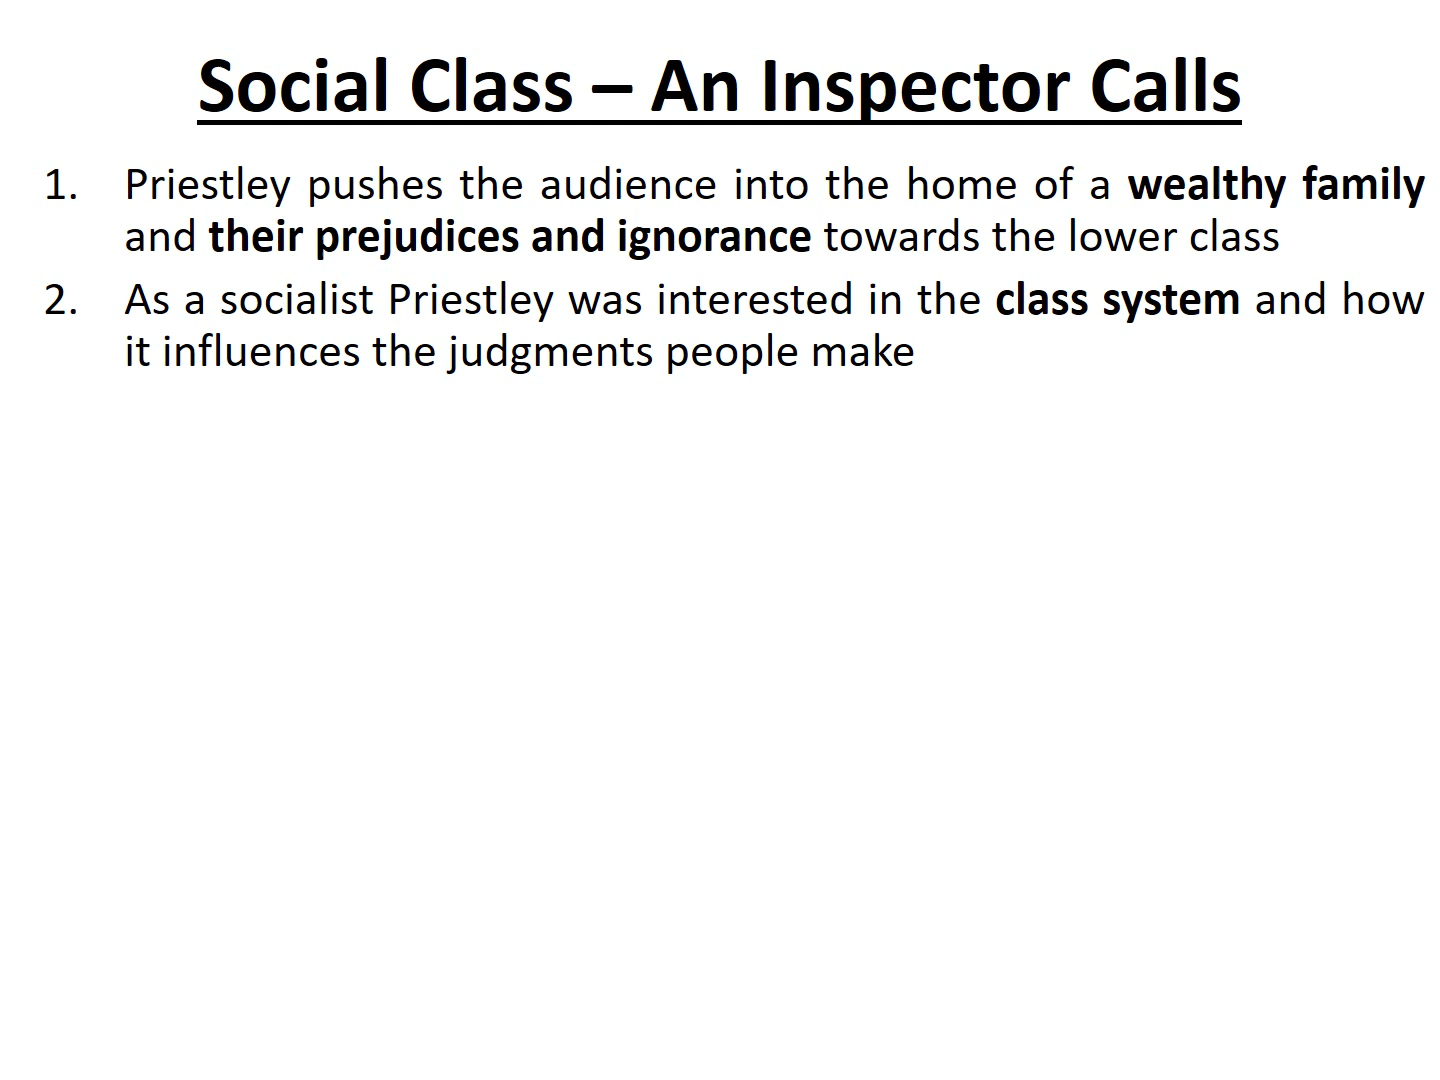 Social Class – An Inspector Calls
1. Priestley pushes the audience into the home of a wealthy family
and their prejudices and ignorance towards the lower class
2. As a socialist Priestley was interested in the class system and how
it influences the judgments people make